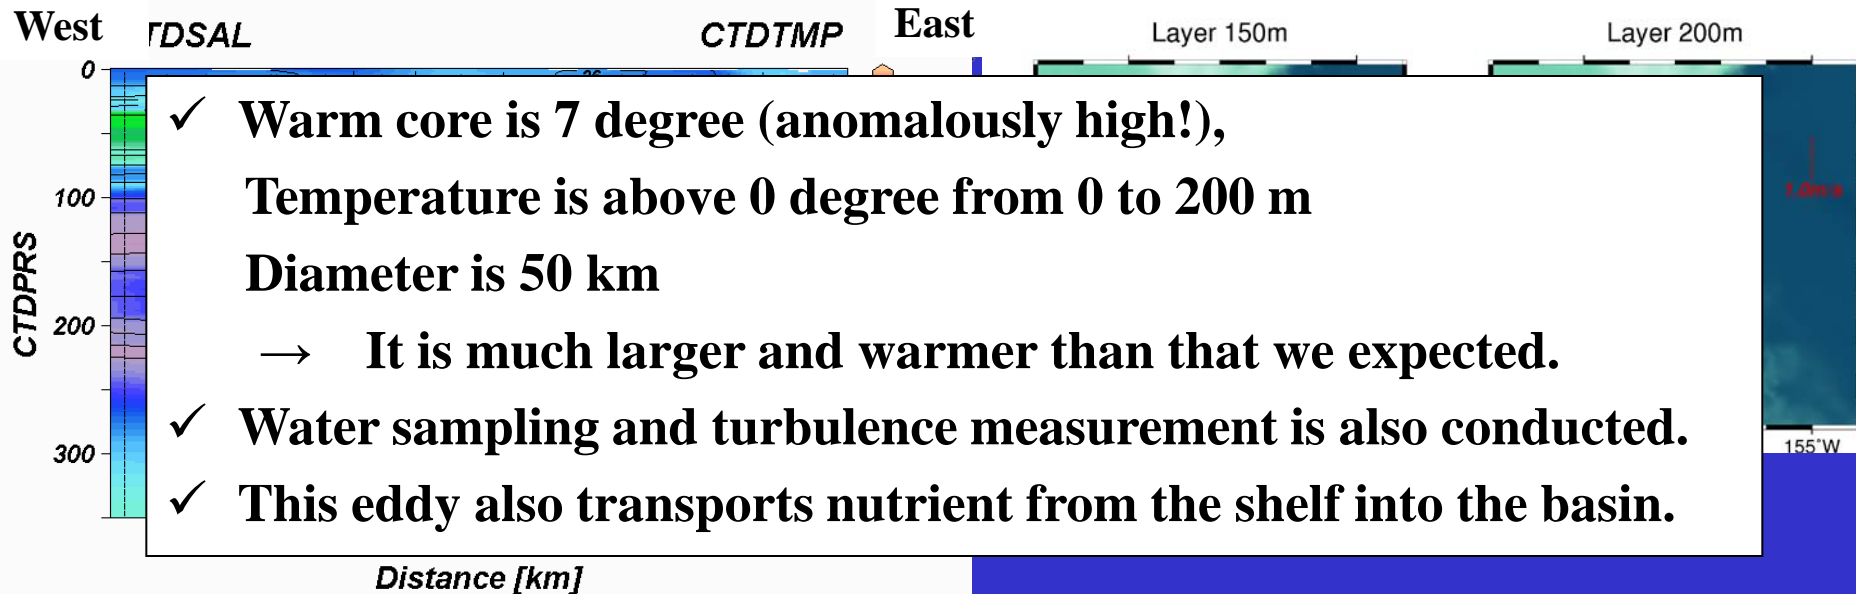 West
TDSAL
CTDTMP
East
Layer 150m
Layer 200m
0
100
200
300
CTDPRS
26
✓ Warm core is 7 degree (anomalously high!),
Temperature is above 0 degree from 0 to 200 m
Diameter is 50 km
→ It is much larger and warmer than that we expected.
✓ Water sampling and turbulence measurement is also conducted.
✓ This eddy also transports nutrient from the shelf into the basin.
1.0m/s
155°W
Distance [km]